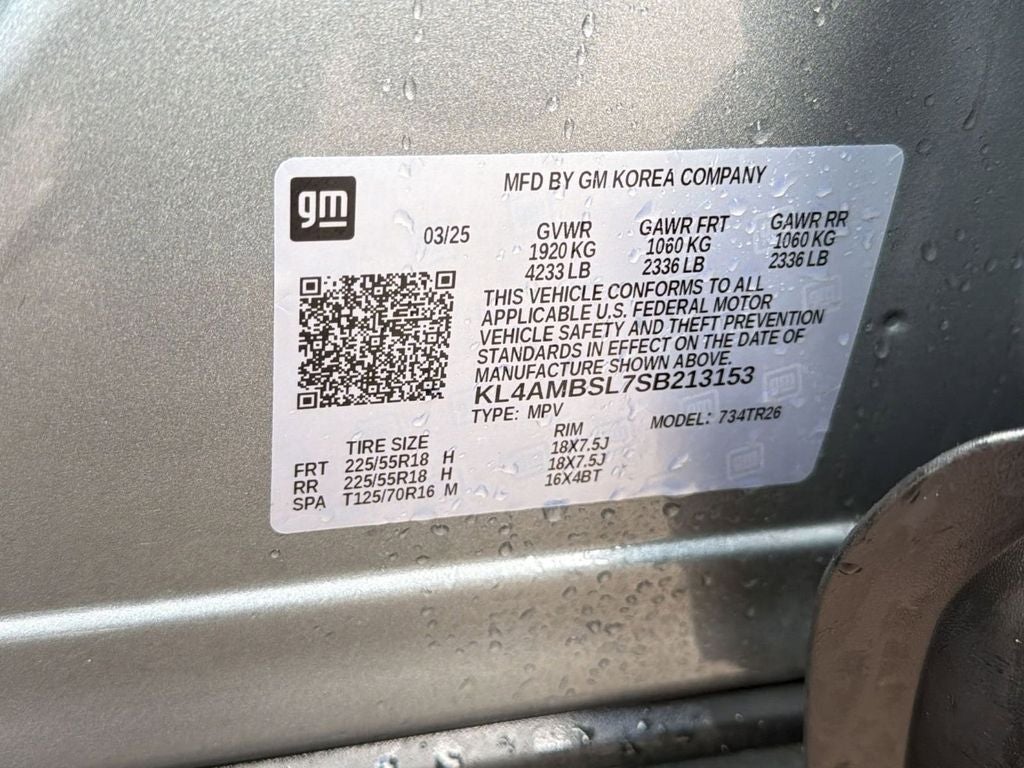 gm
MFD BY GM KOREA COMPANY
03/25
GVWR GAWR FRT GAWR RR
1920 KG 1060 KG 1060 KG
4233 LB 2336 LB 2336 LB
THIS VEHICLE CONFORMS TO ALL
APPLICABLE U.S. FEDERAL MOTOR
VEHICLE SAFETY AND THEFT PREVENTION
STANDARDS IN EFFECT ON THE DATE OF
MANUFACTURE SHOWN ABOVE.
KL4AMBSL7SB213153
TYPE: MPV MODEL: 734TR26
TIRE SIZE RIM
FRT 225/55R18 H 18X7.5J
RR 225/55R18 H 18X7.5J
SPA T125/70R16 M 16X4BT